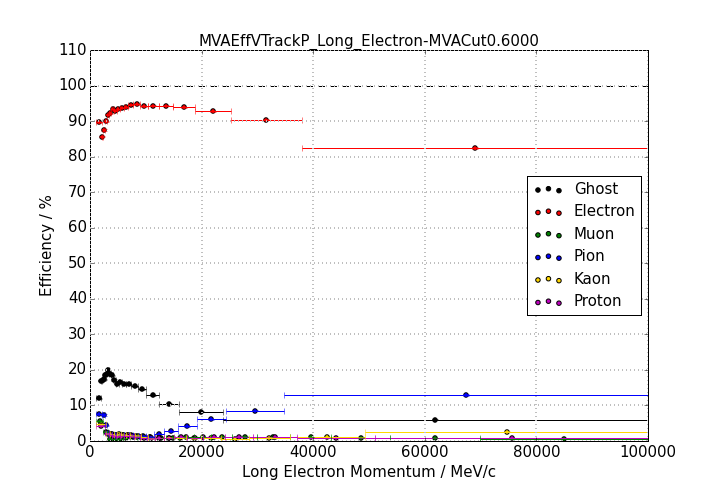 MVAEffVTrackP_Long_Electron-MVACut0.6000
110
100
90
80
70
60
50
40
30
20
10
0
Efficiency / %
Ghost
Electron
Muon
Pion
Kaon
Proton
0 20000 40000 60000 80000 100000
Long Electron Momentum / MeV/c